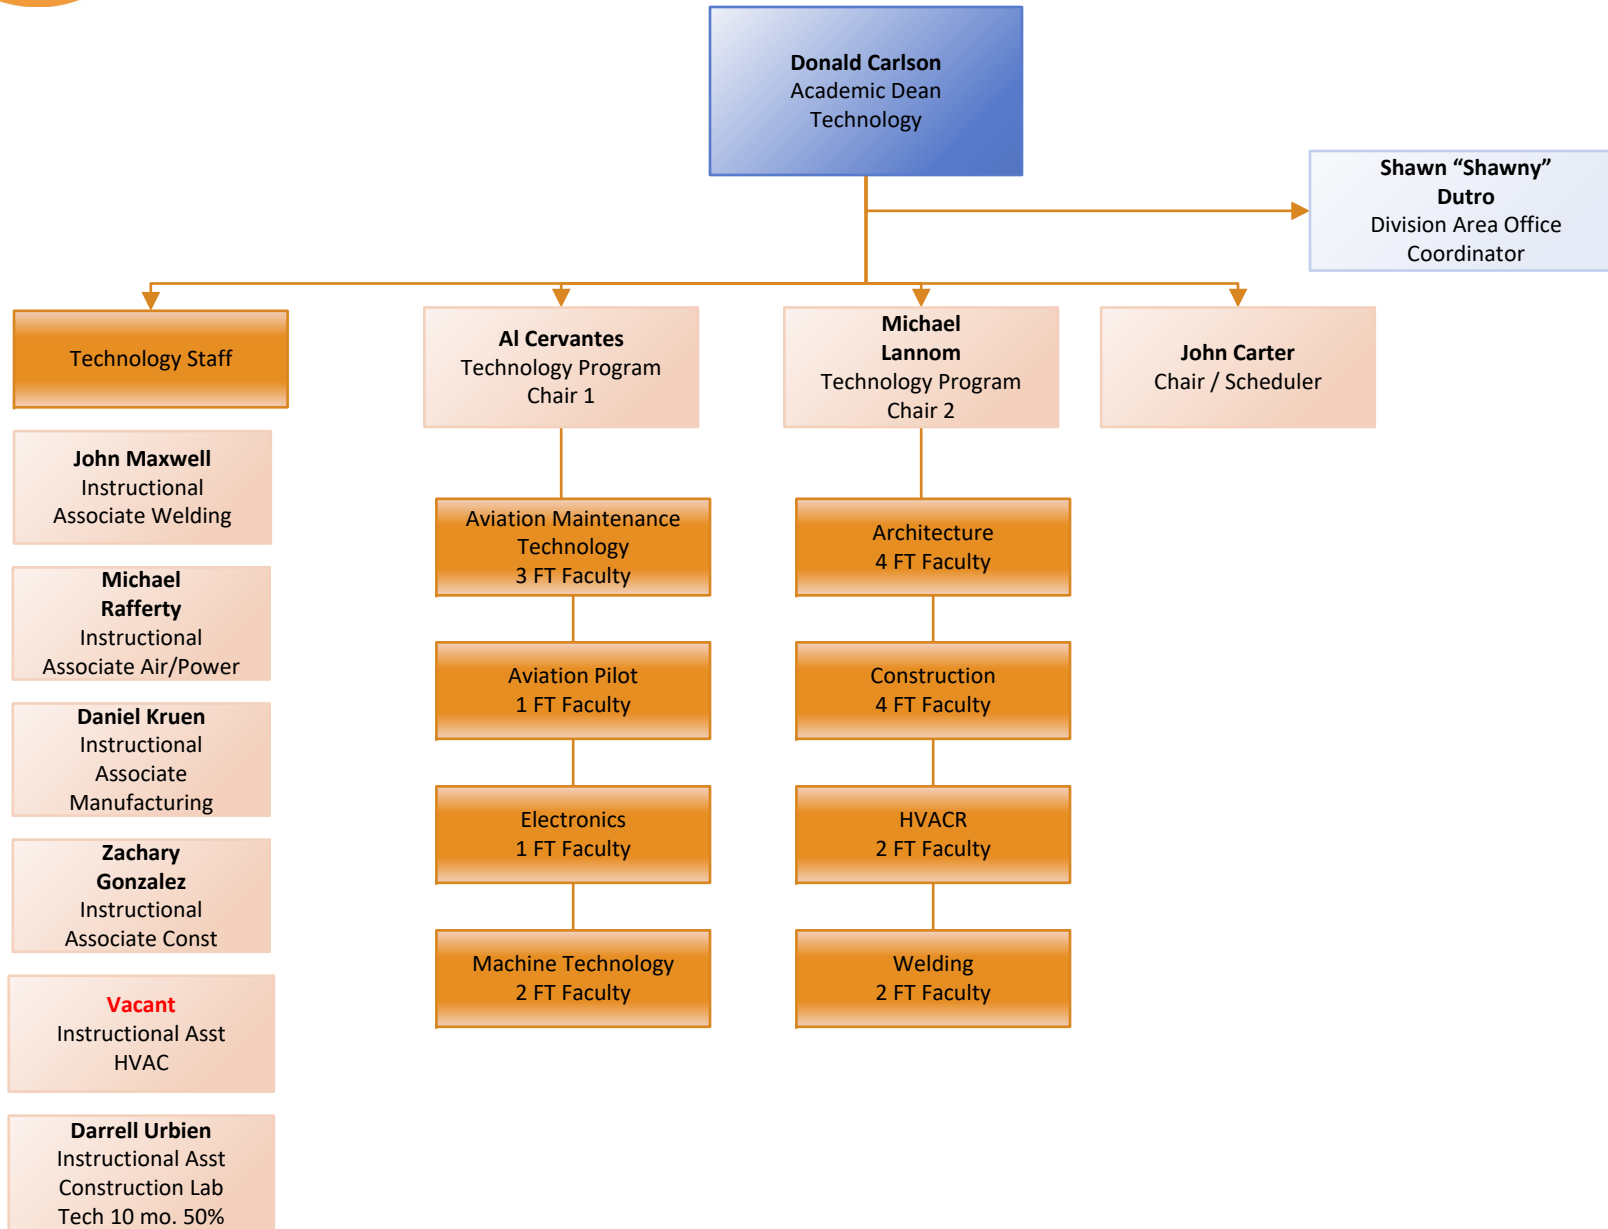 Donald Carlson
Academic Dean
Technology
Shawn “Shawny”
Dutro
Division Area Office
Coordinator
Technology Staff
Al Cervantes
Technology Program
Chair 1
Michael
Lannom
Technology Program
Chair 2
John Carter
Chair / Scheduler
John Maxwell
Instructional
Associate Welding
Michael
Rafferty
Instructional
Associate Air/Power
Daniel Kruen
Instructional
Associate
Manufacturing
Zachary
Gonzalez
Instructional
Associate Const
Vacant
Instructional Asst
HVAC
Darrell Urbien
Instructional Asst
Construction Lab
Tech 10 mo. 50%
Aviation Maintenance
Technology
3 FT Faculty
Aviation Pilot
1 FT Faculty
Electronics
1 FT Faculty
Machine Technology
2 FT Faculty
Architecture
4 FT Faculty
Construction
4 FT Faculty
HVACR
2 FT Faculty
Welding
2 FT Faculty